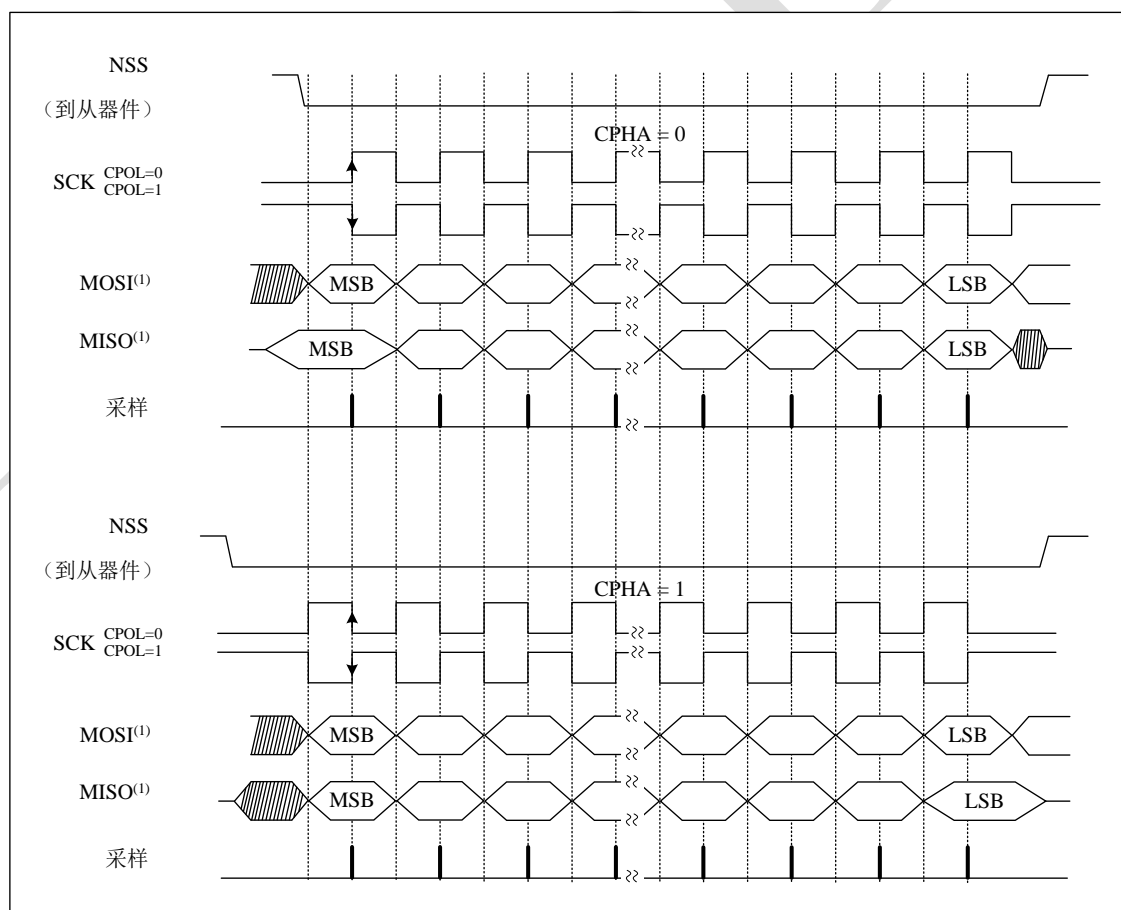 NSS
（到从器件）
CPHA = 0
SCK CPOL=0
CPOL=1
MOSI(1)
MSB
LSB
MISO(1)
MSB
LSB
采样
NSS
（到从器件）
CPHA = 1
SCK CPOL=0
CPOL=1
MOSI(1)
MSB
LSB
MISO(1)
MSB
LSB
采样